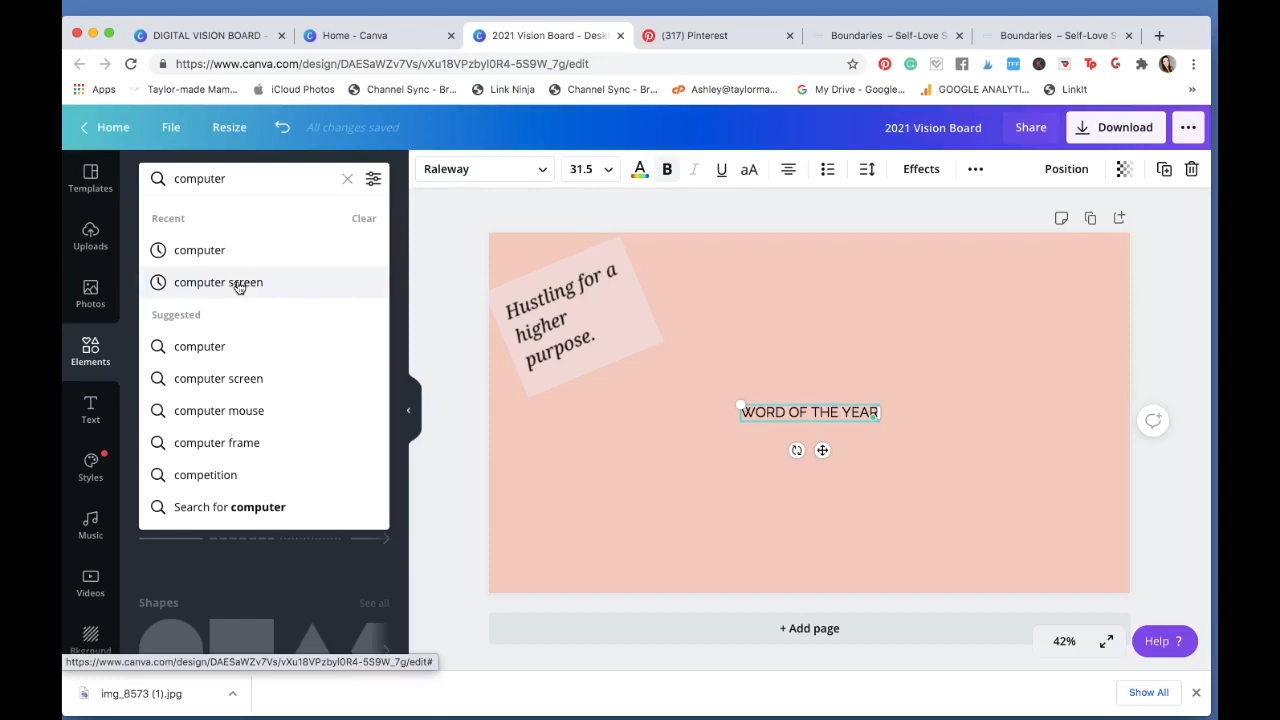 DIGITAL VISION BOARD -
Home - Canva
2021 Vision Board - Desk
(317) Pinterest
Boundaries – Self-Love S
Boundaries – Self-Love S
https://www.canva.com/design/DAESaWZv7Vs/vXu18VPzbyl0R4-5S9W_7g/edit
Apps
Taylor-made Mam...
iCloud Photos
Channel Sync - Br...
Link Ninja
Channel Sync - Bro...
Ashley@taylorma...
My Drive - Google...
GOOGLE ANALYTI...
LinkIt
Home
File
Resize
All changes saved
2021 Vision Board
Share
Download
Templates
Uploads
Photos
Elements
Text
Styles
Music
Videos
Bkground
computer
Recent
Clear
computer
computer screen
Suggested
computer
computer screen
computer mouse
computer frame
competition
Search for computer
Shapes
See all
Raleway
31.5
A
B
I
U
aA
Effects
Position
Hustling for a
higher
purpose.
WORD OF THE YEAR
+ Add page
42%
Help ?
https://www.canva.com/design/DAESaWZv7Vs/vXu18VPzbyl0R4-5S9W_7g/edit#
img_8573 (1).jpg
Show All